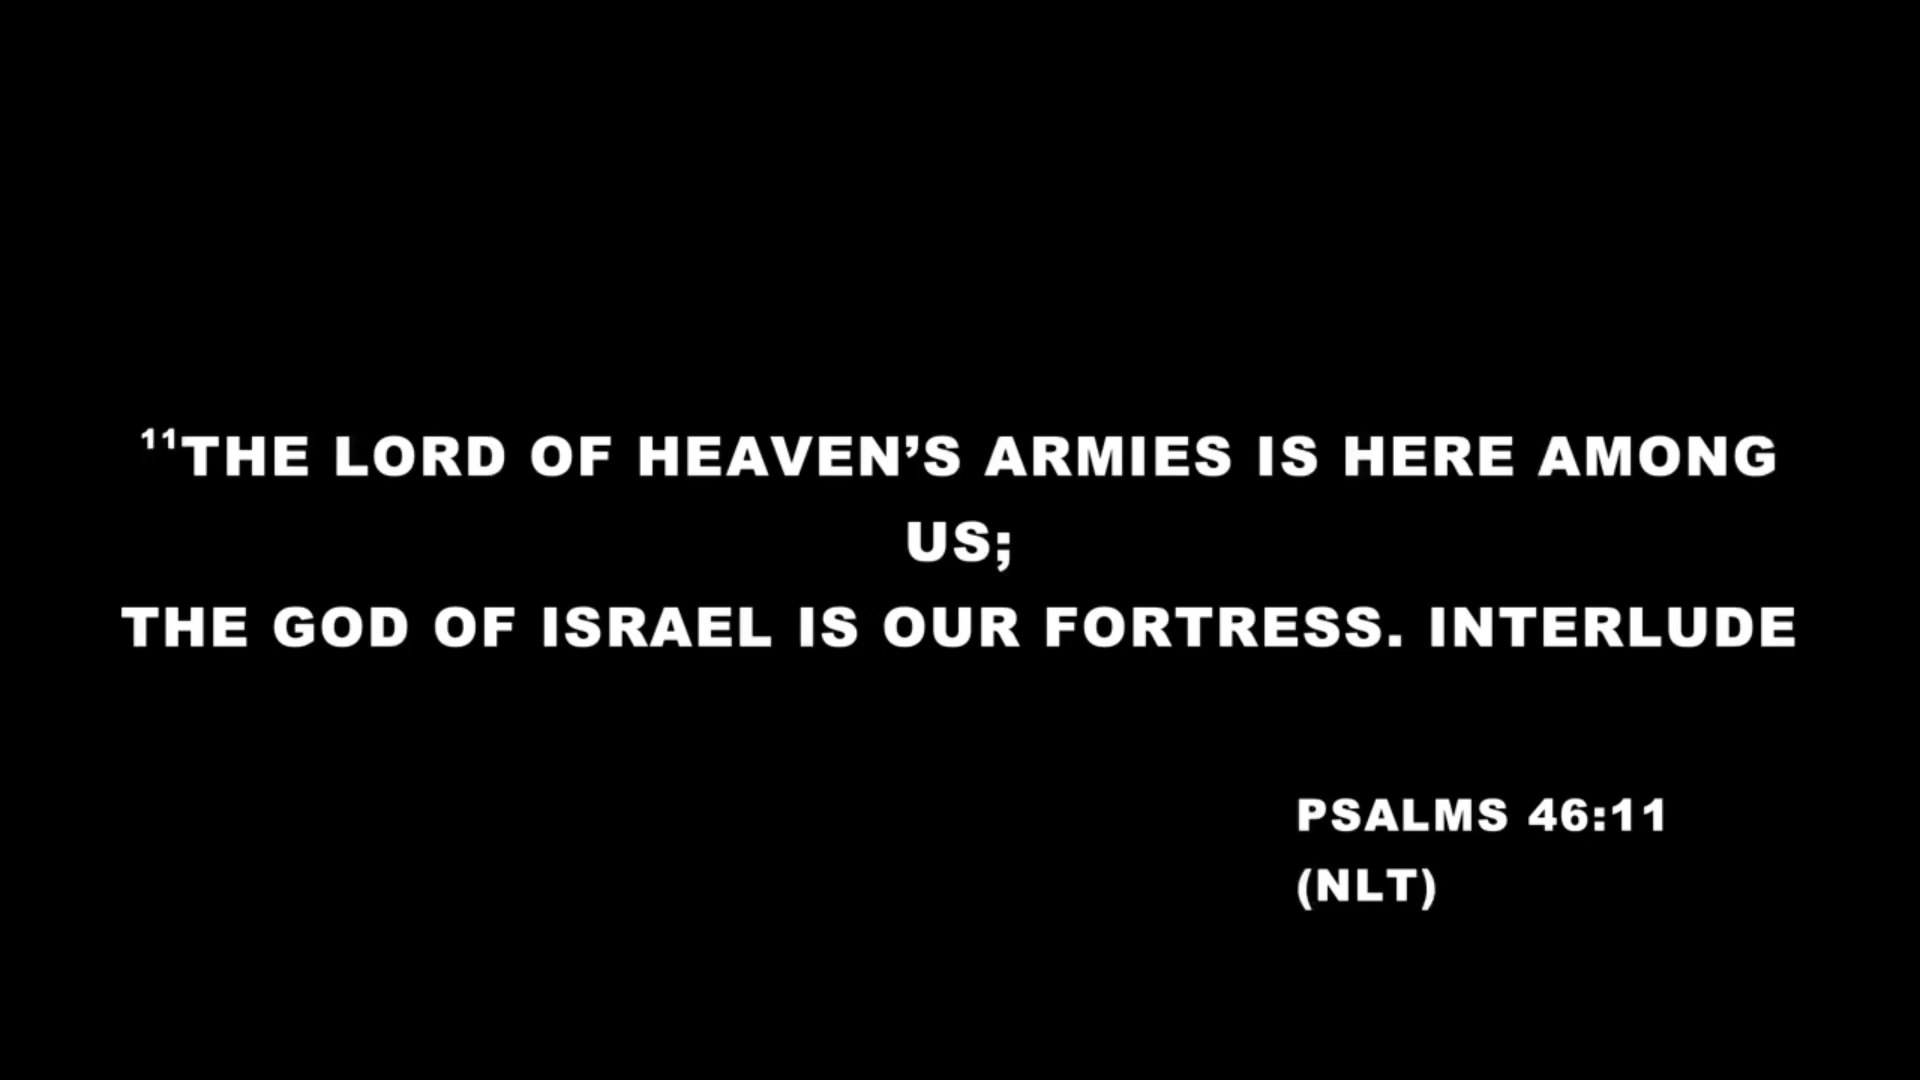 ¹¹THE LORD OF HEAVEN’S ARMIES IS HERE AMONG
US;
THE GOD OF ISRAEL IS OUR FORTRESS. INTERLUDE
PSALMS 46:11
(NLT)